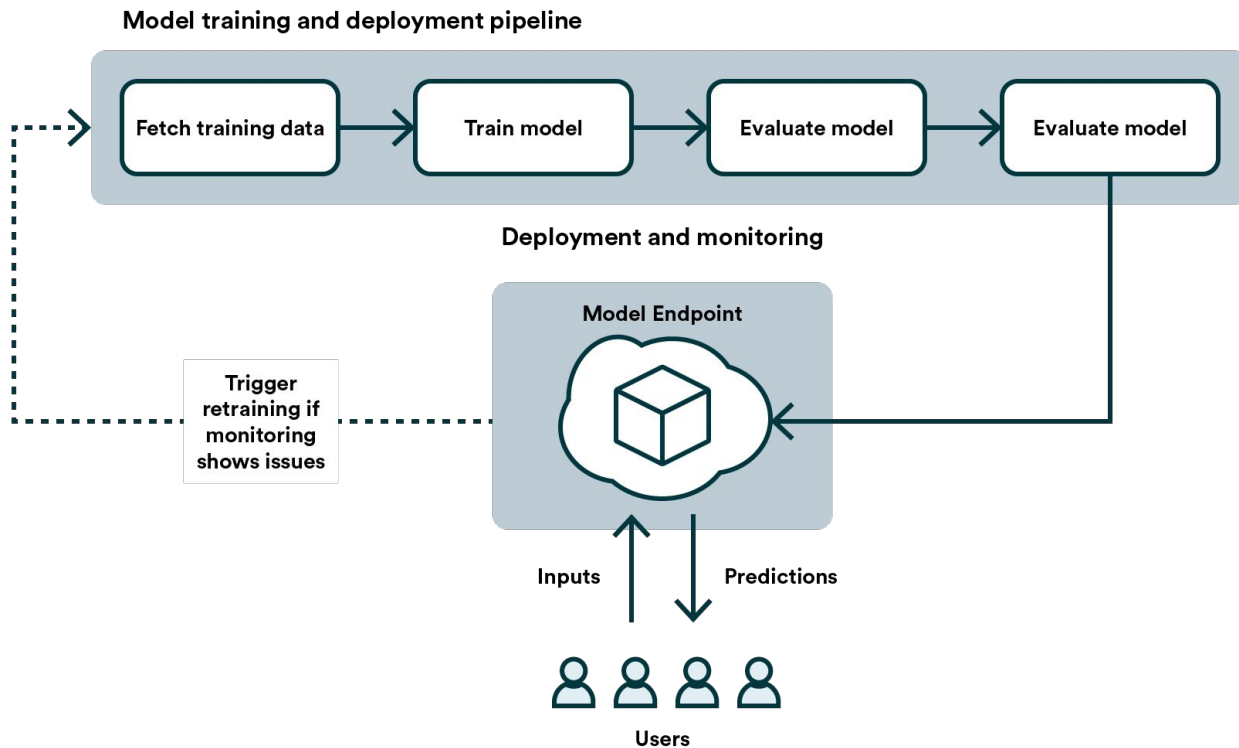 Model training and deployment pipeline
Fetch training data
Train model
Evaluate model
Evaluate model
Deployment and monitoring
Model Endpoint
Trigger
retraining if
monitoring
shows issues
Inputs
Predictions
Users